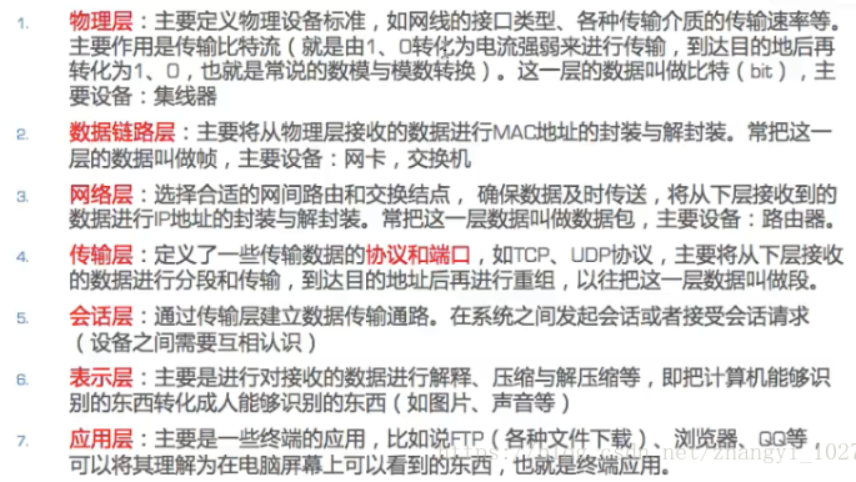 1. 物理层：主要定义物理设备标准，如网线的接口类型、各种传输介质的传输速率等。
主要作用是传输比特流（就是由1、0转化为电流强弱来进行传输，到达目的地后再
转化为1、0，也就是常说的数模与模数转换）。这一层的数据叫做比特（bit），主
要设备：集线器
2. 数据链路层：主要将从物理层接收的数据进行MAC地址的封装与解封装。常把这一
层的数据叫做帧，主要设备：网卡，交换机
3. 网络层：选择合适的网间路由和交换结点， 确保数据及时传送，将从下层接收到的
数据进行IP地址的封装与解封装。常把这一层数据叫做数据包，主要设备：路由器。
4. 传输层：定义了一些传输数据的协议和端口，如TCP、UDP协议，主要将从下层接收
的数据进行分段和传输，到达目的地址后再进行重组，以往把这一层数据叫做段。
5. 会话层：通过传输层建立数据传输通路。在系统之间发起会话或者接受会话请求
（设备之间需要互相认识）
6. 表示层：主要是进行对接收的数据进行解释、压缩与解压缩等，即把计算机能够识
别的东西转化成人能够识别的东西（如图片、声音等）
7. 应用层：主要是一些终端的应用，比如说FTP（各种文件下载）、浏览器、QQ等，
可以将其理解为在电脑屏幕上可以看到的东西，也就是终端应用。
https://blog.csdn.net/zhangyi_1027